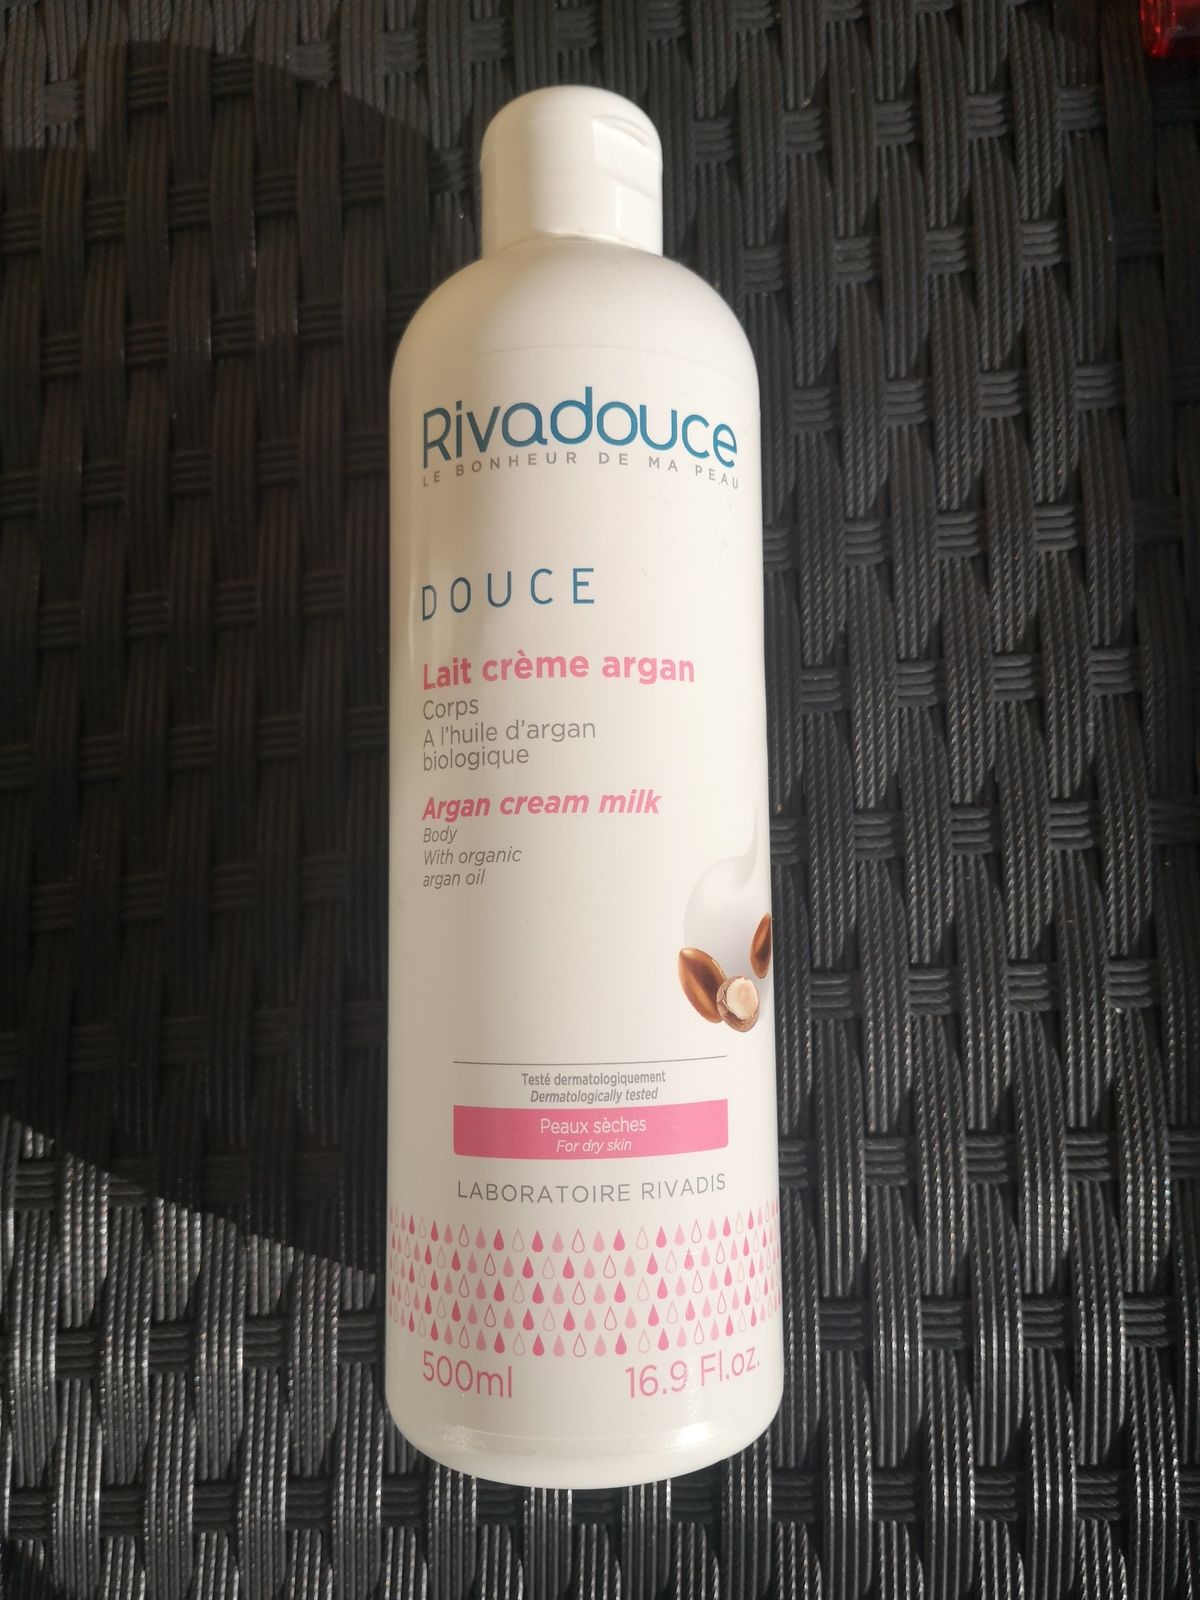 Rivadouce
LE BONHEUR DE MA PEAU
DOUCE
Lait crème argan
Corps
A l'huile d'argan
biologique
Argan cream milk
Body
With organic
argan oil
Testé dermatologiquement
Dermatologically tested
Peaux sèches
For dry skin
LABORATOIRE RIVADIS
500ml 16.9 Fl.oz.